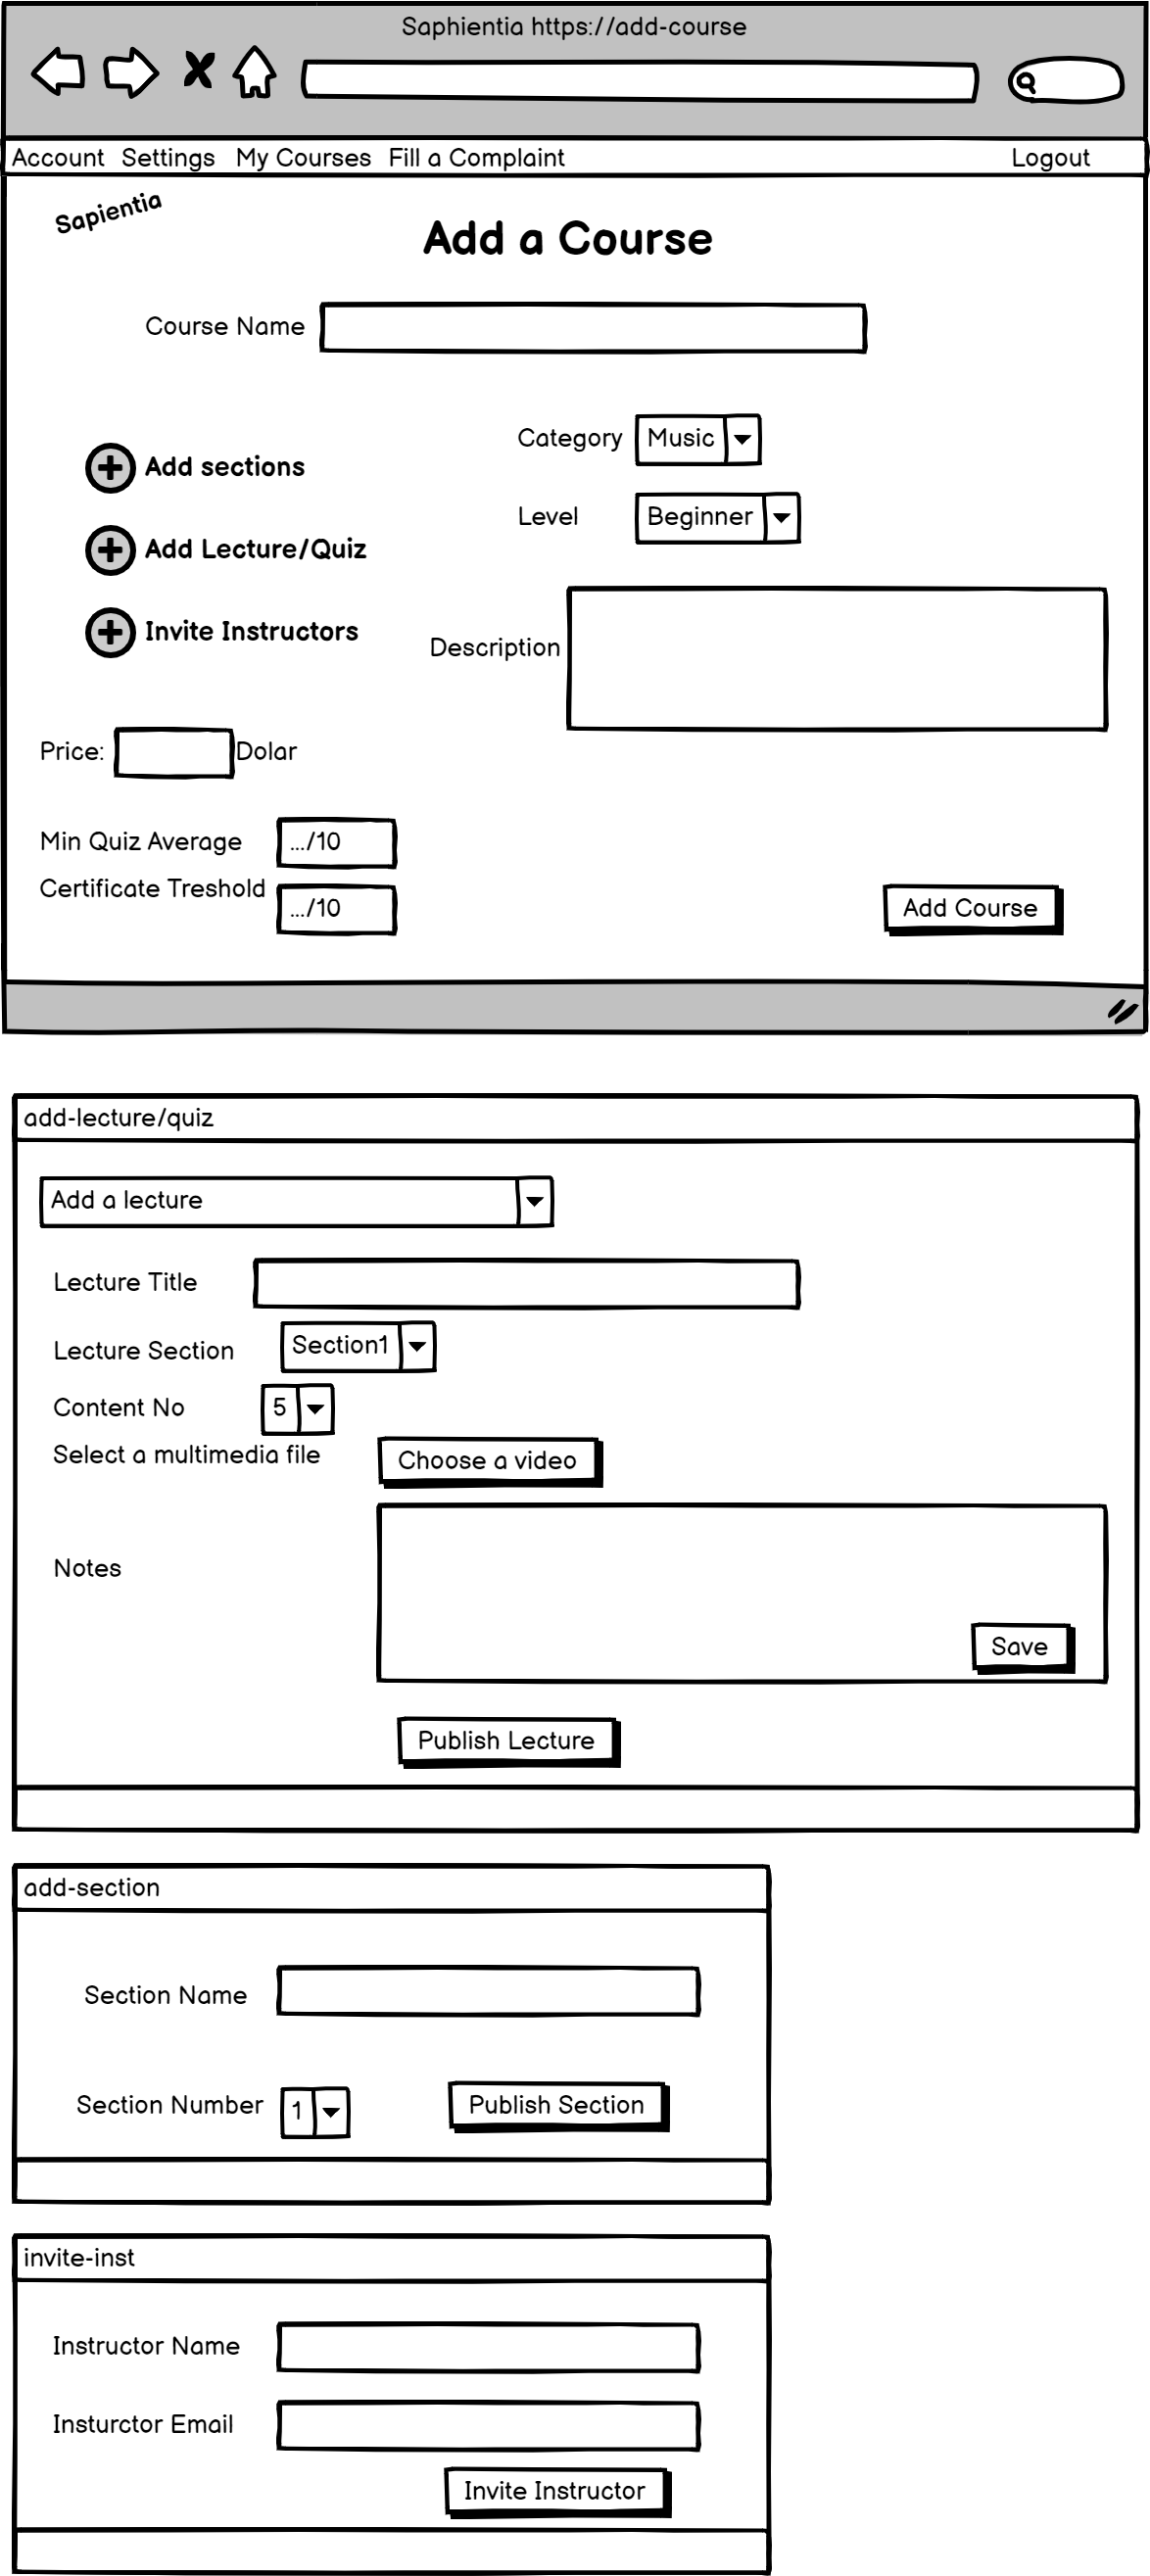 Saphientia https://add-course
Account Settings My Courses Fill a Complaint Logout
Sapientia
Add a Course
Course Name
Category Music
Add sections
Level Beginner
Add Lecture/Quiz
Invite Instructors
Description
Price: Dolar
Min Quiz Average .../10
Certificate Treshold .../10
Add Course
add-lecture/quiz
Add a lecture
Lecture Title
Lecture Section Section1
Content No 5
Select a multimedia file Choose a video
Notes
Save
Publish Lecture
add-section
Section Name
Section Number 1 Publish Section
invite-inst
Instructor Name
Insturctor Email
Invite Instructor